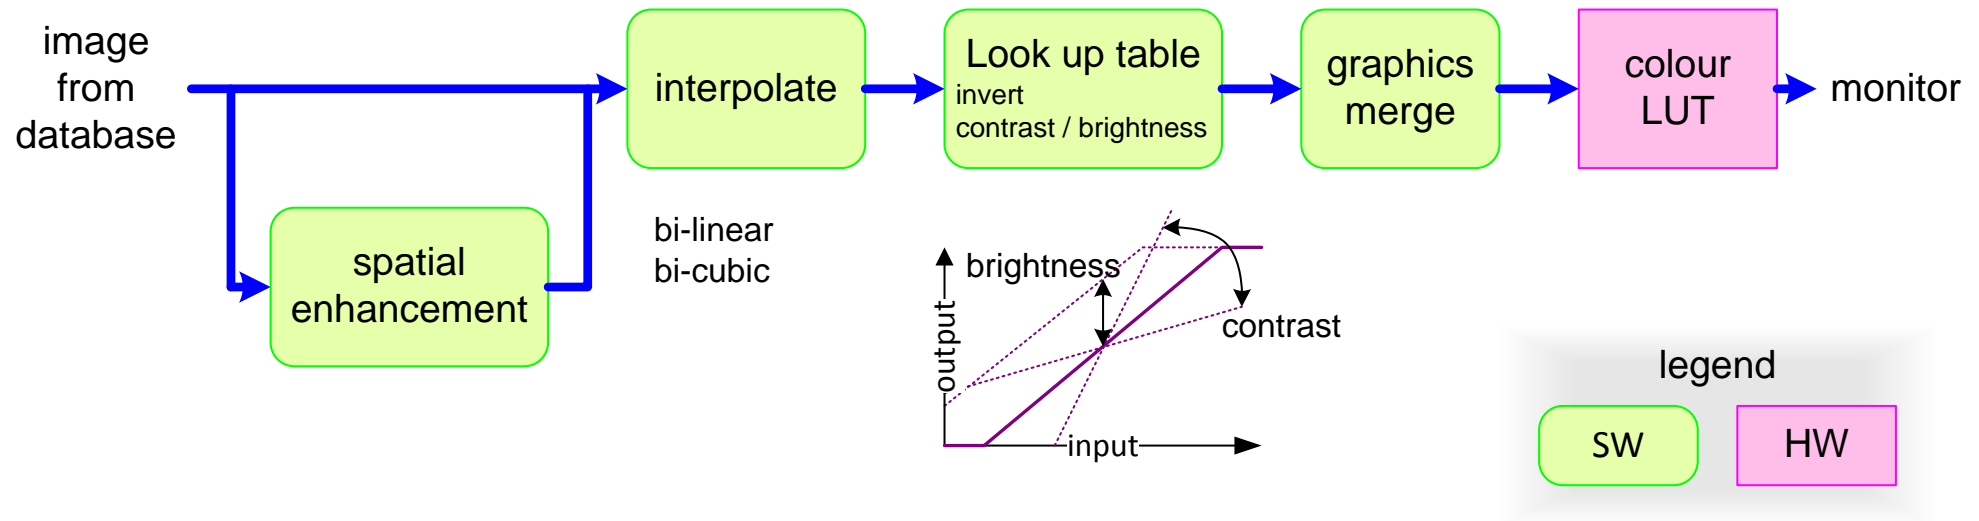 image
from
database
interpolate
Look up table
invert
contrast / brightness
graphics
merge
colour
LUT
monitor
spatial
enhancement
bi-linear
bi-cubic
brightness
output
contrast
input
legend
SW
HW